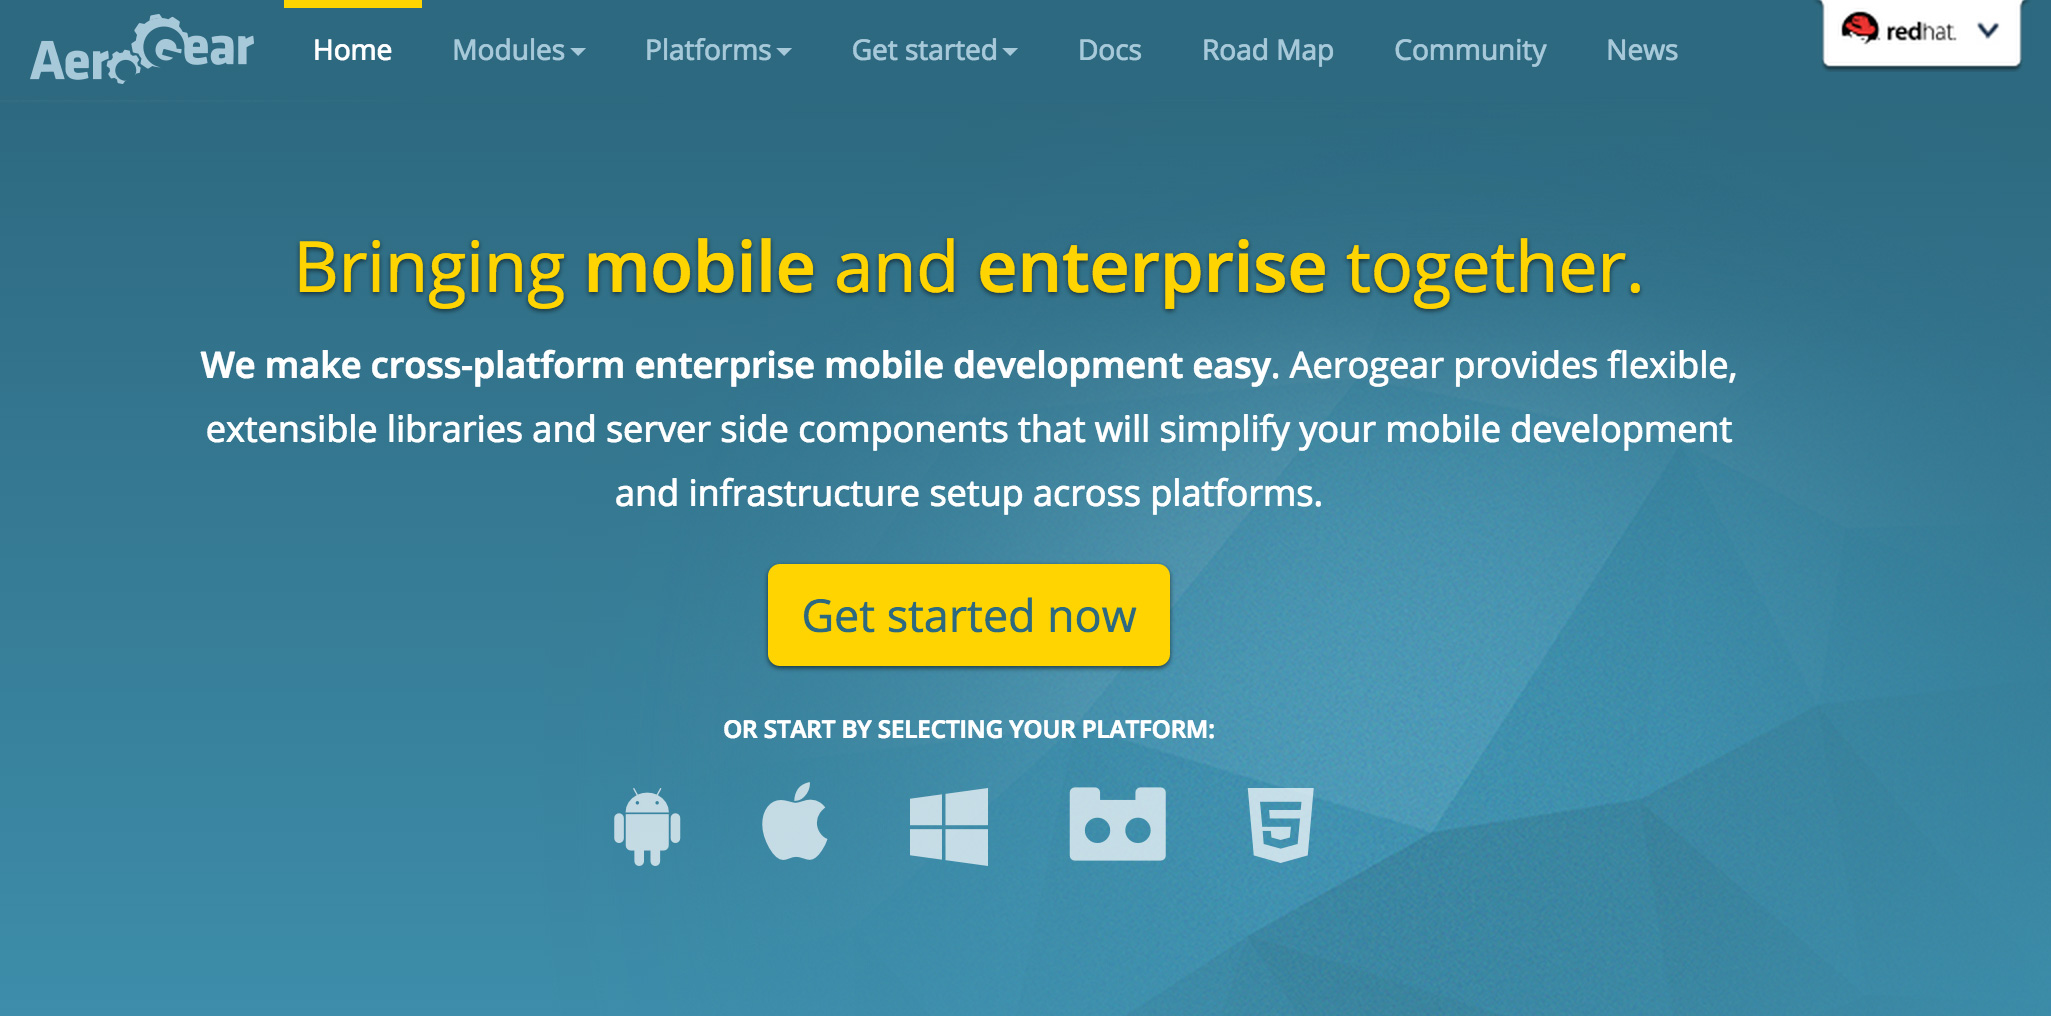 AeroGear
Home
Modules
Platforms
Get started
Docs
Road Map
Community
News
redhat.
Bringing mobile and enterprise together.
We make cross-platform enterprise mobile development easy. Aerogear provides flexible,
extensible libraries and server side components that will simplify your mobile development
and infrastructure setup across platforms.
Get started now
OR START BY SELECTING YOUR PLATFORM: